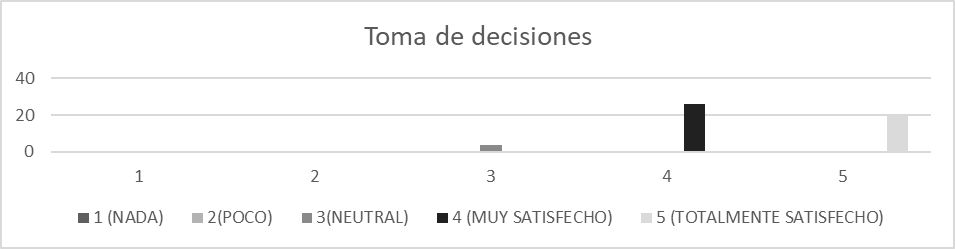 Toma de decisiones
40
20
0
1 2 3 4 5
1 (NADA) 2(POCO) 3(NEUTRAL) 4 (MUY SATISFECHO) 5 (TOTALMENTE SATISFECHO)